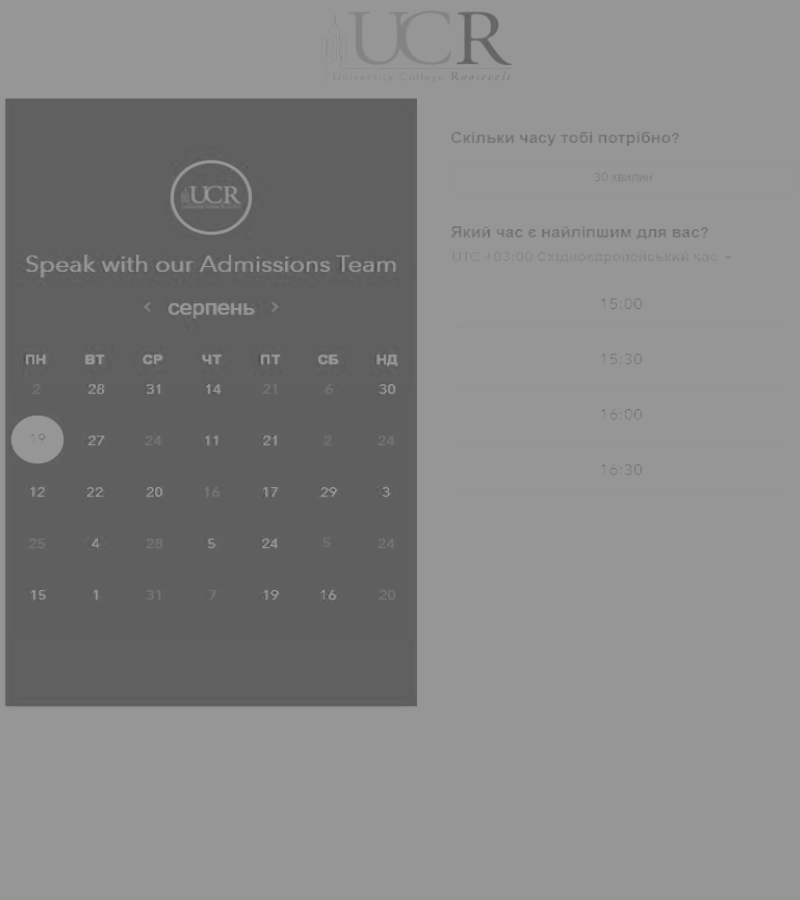 UCR
University College Roosevelt
UCR
Speak with our Admissions Team
серпень
ПН ВТ СР ЧТ ПТ СБ НД
2 28 31 14 21 6 30
19 27 24 11 21 2 24
12 22 20 16 17 29 3
25 4 28 5 24 5 24
15 1 31 7 19 16 20
Скільки часу тобі потрібно?
30 хвилин
Який час є найліпшим для вас?
UTC +03:00 Східноєвропейський час
15:00
15:30
16:00
16:30